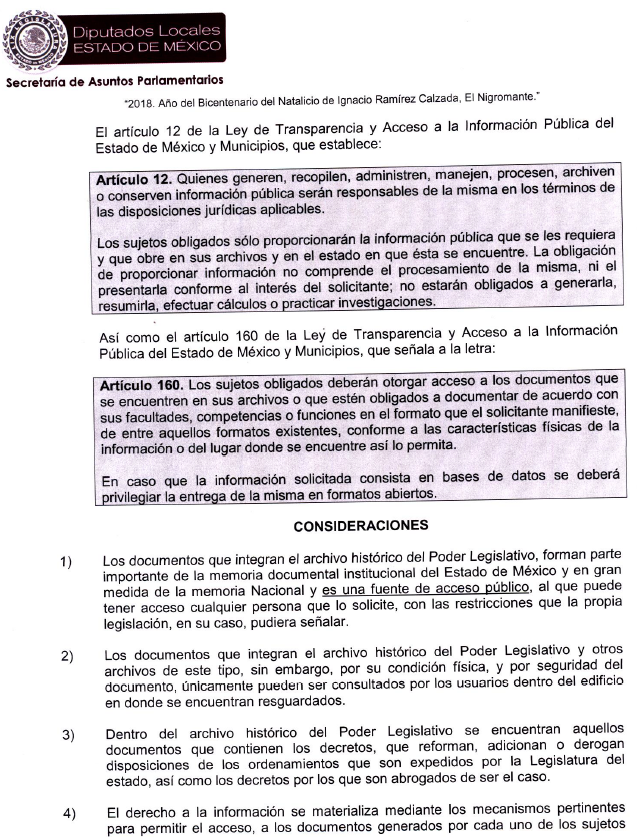 Diputados Locales
ESTADO DE MÉXICO
Secretaría de Asuntos Parlamentarios
"2018. Año del Bicentenario del Natalicio de Ignacio Ramírez Calzada, El Nigromante."
El artículo 12 de la Ley de Transparencia y Acceso a la Información Pública del
Estado de México y Municipios, que establece:
Artículo 12. Quienes generen, recopilen, administren, manejen, procesen, archiven
o conserven información pública serán responsables de la misma en los términos de
las disposiciones jurídicas aplicables.
Los sujetos obligados sólo proporcionarán la información pública que se les requiera
y que obre en sus archivos y en el estado en que ésta se encuentre. La obligación
de proporcionar información no comprende el procesamiento de la misma, ni el
presentarla conforme al interés del solicitante; no estarán obligados a generarla,
resumirla, efectuar cálculos o practicar investigaciones.
Así como el artículo 160 de la Ley de Transparencia y Acceso a la Información
Pública del Estado de México y Municipios, que señala a la letra:
Artículo 160. Los sujetos obligados deberán otorgar acceso a los documentos que
se encuentren en sus archivos o que estén obligados a documentar de acuerdo con
sus facultades, competencias o funciones en el formato que el solicitante manifieste,
de entre aquellos formatos existentes, conforme a las características físicas de la
información o del lugar donde se encuentre así lo permita.
En caso que la información solicitada consista en bases de datos se deberá
privilegiar la entrega de la misma en formatos abiertos.
CONSIDERACIONES
1) Los documentos que integran el archivo histórico del Poder Legislativo, forman parte
importante de la memoria documental institucional del Estado de México y en gran
medida de la memoria Nacional y es una fuente de acceso público, al que puede
tener acceso cualquier persona que lo solicite, con las restricciones que la propia
legislación, en su caso, pudiera señalar.
2) Los documentos que integran el archivo histórico del Poder Legislativo y otros
archivos de este tipo, sin embargo, por su condición física, y por seguridad del
documento, únicamente pueden ser consultados por los usuarios dentro del edificio
en donde se encuentran resguardados.
3) Dentro del archivo histórico del Poder Legislativo se encuentran aquellos
documentos que contienen los decretos, que reforman, adicionan o derogan
disposiciones de los ordenamientos que son expedidos por la Legislatura del
estado, así como los decretos por los que son abrogados de ser el caso.
4) El derecho a la información se materializa mediante los mecanismos pertinentes
para permitir el acceso, a los documentos generados por cada uno de los sujetos